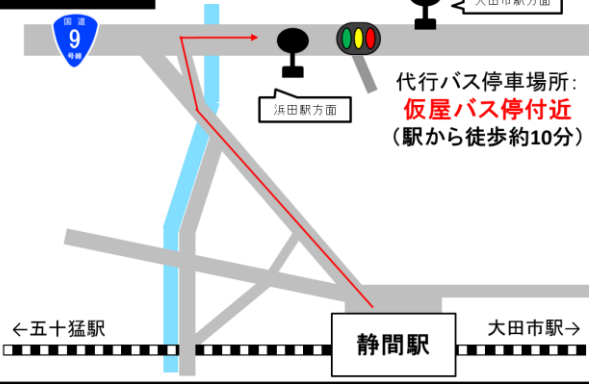 大田市駅方面
国道
9
号線
浜田駅方面
代行バス停車場所：
仮屋バス停付近
（駅から徒歩約10分）
←五十猛駅
静間駅
大田市駅→